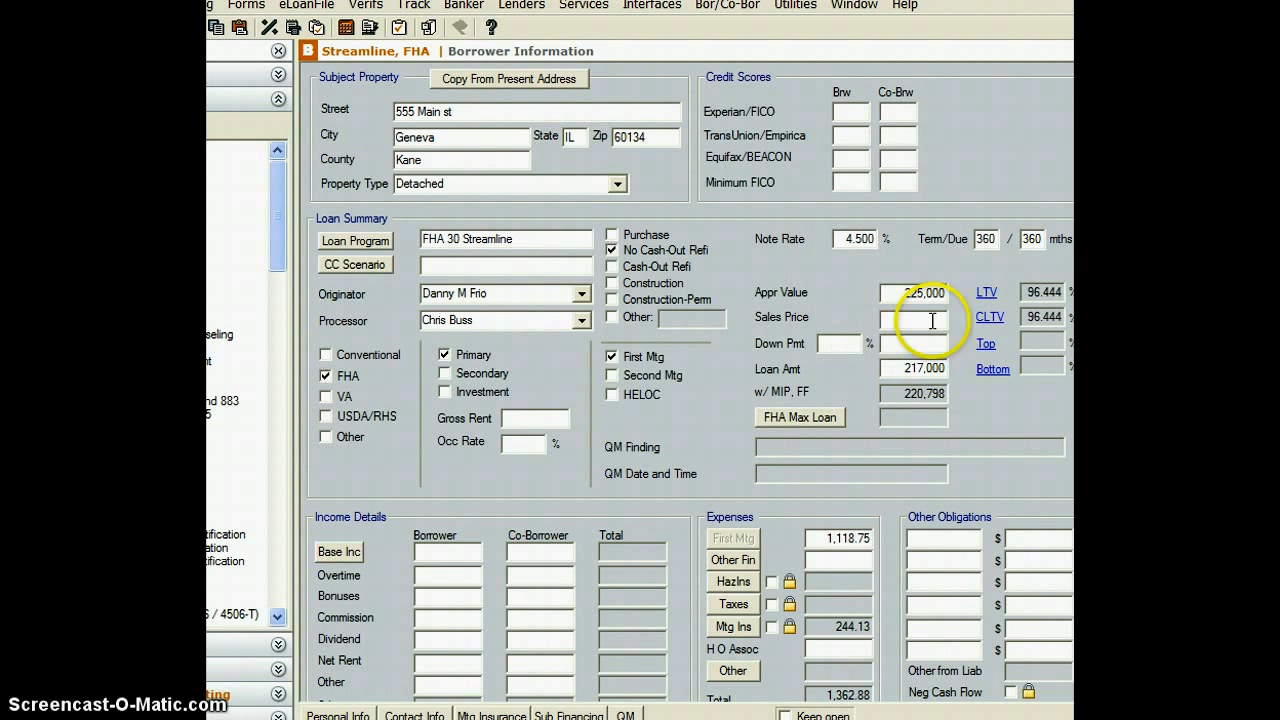 Forms eLoanFile Verifs Track Banker Lenders Services Interfaces Bor/Co-Bor Utilities Window Help
B Streamline, FHA | Borrower Information
Subject Property Copy From Present Address Credit Scores
Brw Co-Brw
Street 555 Main st Experian/FICO
City Geneva State IL Zip 60134 TransUnion/Empirica
County Kane Equifax/BEACON
Property Type Detached Minimum FICO
Loan Summary
Loan Program FHA 30 Streamline Purchase Note Rate 4.500 % Term/Due 360 / 360 mths
No Cash-Out Refi
CC Scenario Cash-Out Refi
Construction
Originator Danny M Frio Construction-Perm Appr Value 225,000 LTV 96.444 %
Processor Chris Buss Other: Sales Price CLTV 96.444 %
Down Pmt % Top
Conventional Primary First Mtg
FHA Secondary Second Mtg Loan Amt 217,000 Bottom %
VA Investment HELOC w/ MIP, FF 220,798
USDA/RHS Gross Rent FHA Max Loan
Other Occ Rate % QM Finding
QM Date and Time
and 883
5
Income Details Expenses Other Obligations
Borrower Co-Borrower Total First Mtg 1,118.75 $
Base Inc Other Fin $
Overtime HazIns $
Bonuses Taxes $
Commission Mtg Ins 244.13 $
Dividend H O Assoc $
Net Rent Other Other from Liab
Other Neg Cash Flow
Total 1,362.88
tification
ation
tification
/ 4506-T)
ting
Personal Info Contact Info Mtg Insurance Sub Financing QM Keep open
Screencast-O-Matic.com